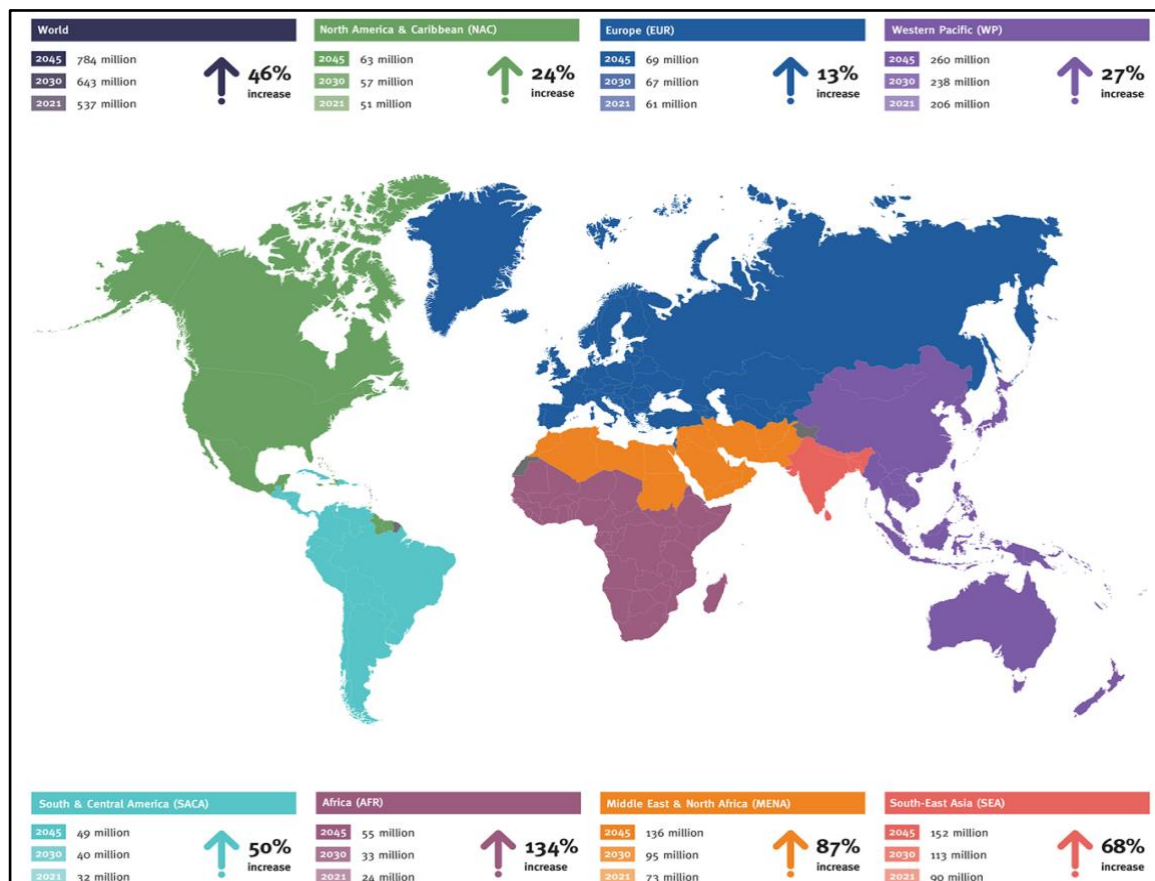 World
2045 784 million
2030 643 million
2021 537 million
46%
increase
North America & Caribbean (NAC)
2045 63 million
2030 57 million
2021 51 million
24%
increase
Europe (EUR)
2045 69 million
2030 67 million
2021 61 million
13%
increase
Western Pacific (WP)
2045 260 million
2030 238 million
2021 206 million
27%
increase
South & Central America (SACA)
2045 49 million
2030 40 million
2021 32 million
50%
increase
Africa (AFR)
2045 55 million
2030 33 million
2021 24 million
134%
increase
Middle East & North Africa (MENA)
2045 136 million
2030 95 million
2021 73 million
87%
increase
South-East Asia (SEA)
2045 152 million
2030 113 million
2021 90 million
68%
increase